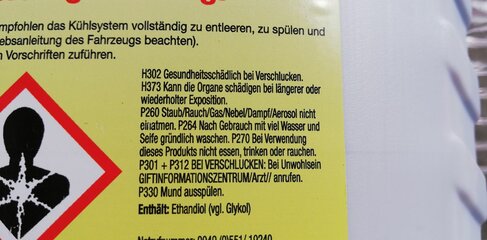 mpfohlen das Kühlsystem vollständig zu entleeren, zu spülen und
ebsanleitung des Fahrzeugs beachten).
n Vorschriften zuführen.
H302 Gesundheitsschädlich bei Verschlucken.
H373 Kann die Organe schädigen bei längerer oder
wiederholter Exposition.
P260 Staub/Rauch/Gas/Nebel/Dampf/Aerosol nicht
einatmen. P264 Nach Gebrauch mit viel Wasser und
Seife gründlich waschen. P270 Bei Verwendung
dieses Produkts nicht essen, trinken oder rauchen.
P301 + P312 BEI VERSCHLUCKEN: Bei Unwohlsein
GIFTINFORMATIONSZENTRUM/Arzt// anrufen.
P330 Mund ausspülen.
Enthält: Ethandiol (vgl. Glykol)